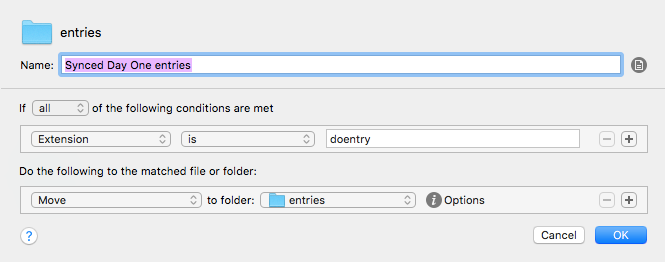 entries
Name: Synced Day One entries
If all of the following conditions are met
Extension is doentry
Do the following to the matched file or folder:
Move to folder: entries i Options
? Cancel OK